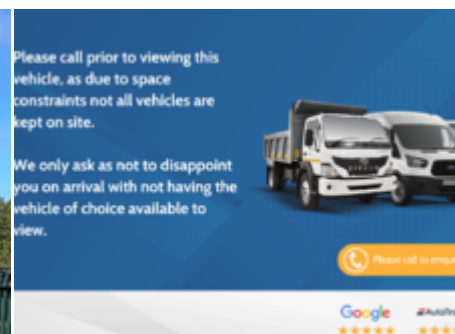 Please call prior to viewing this
vehicle, as due to space
constraints not all vehicles are
kept on site.
We only ask as not to disappoint
you on arrival with not having the
vehicle of choice available to
view.
Please call to enqu
Google